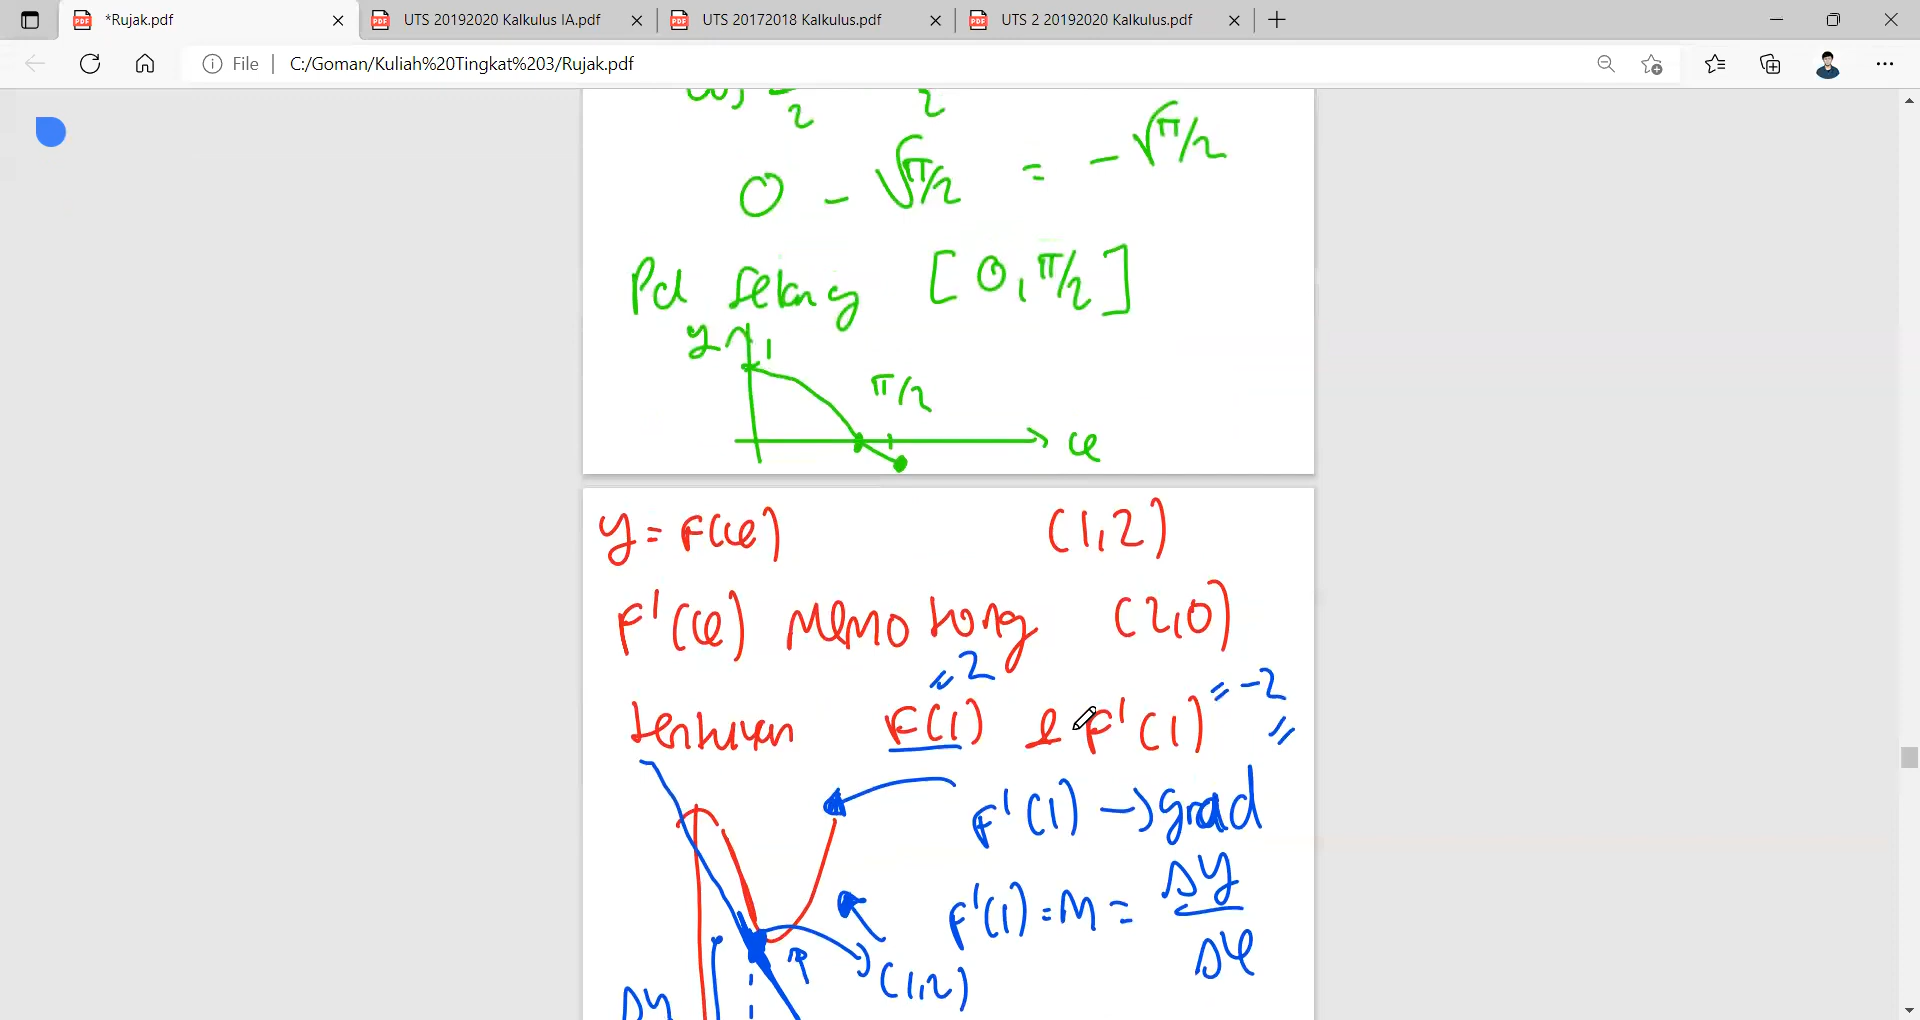 *Rujak.pdf
UTS 20192020 Kalkulus IA.pdf
UTS 20172018 Kalkulus.pdf
UTS 2 20192020 Kalkulus.pdf
File
C:/Goman/Kuliah%20Tingkat%203/Rujak.pdf
0 - √π/2 = - √π/2
Pd selang [0, π/2]
y 1
π/2
x
y = F(x) (1,2)
F'(x) memotong (2,0)
= 2 = -2
tentukan F(1) & F'(1) =
F'(1) → grad
F'(1) = M = Δy
Δx
(1,2)
Δy